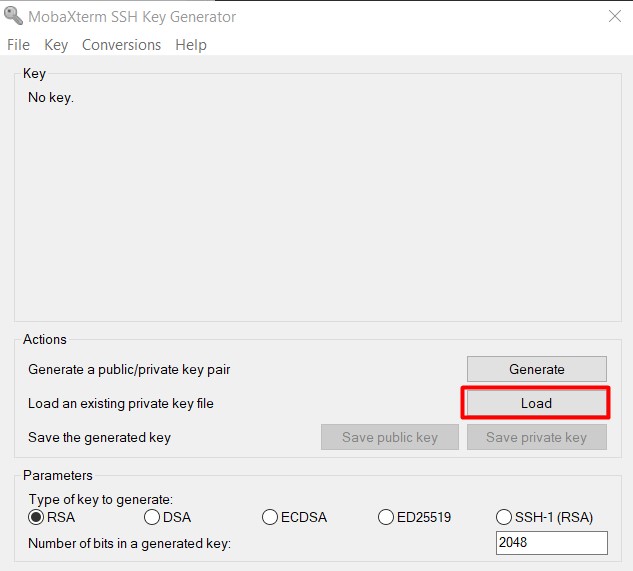 MobaXterm SSH Key Generator
File Key Conversions Help
Key
No key.
Actions
Generate a public/private key pair Generate
Load an existing private key file Load
Save the generated key Save public key Save private key
Parameters
Type of key to generate:
RSA DSA ECDSA ED25519 SSH-1 (RSA)
Number of bits in a generated key: 2048